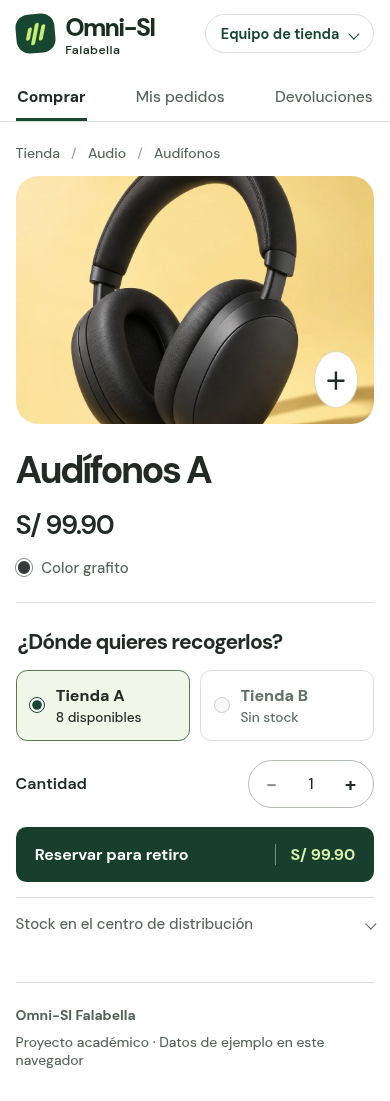 Omni-SI
Falabella
Equipo de tienda
Comprar
Mis pedidos
Devoluciones
Tienda / Audio / Audífonos
+
Audífonos A
S/ 99.90
Color grafito
¿Dónde quieres recogerlos?
Tienda A
8 disponibles
Tienda B
Sin stock
Cantidad
− 1 +
Reservar para retiro
S/ 99.90
Stock en el centro de distribución
Omni-SI Falabella
Proyecto académico · Datos de ejemplo en este
navegador